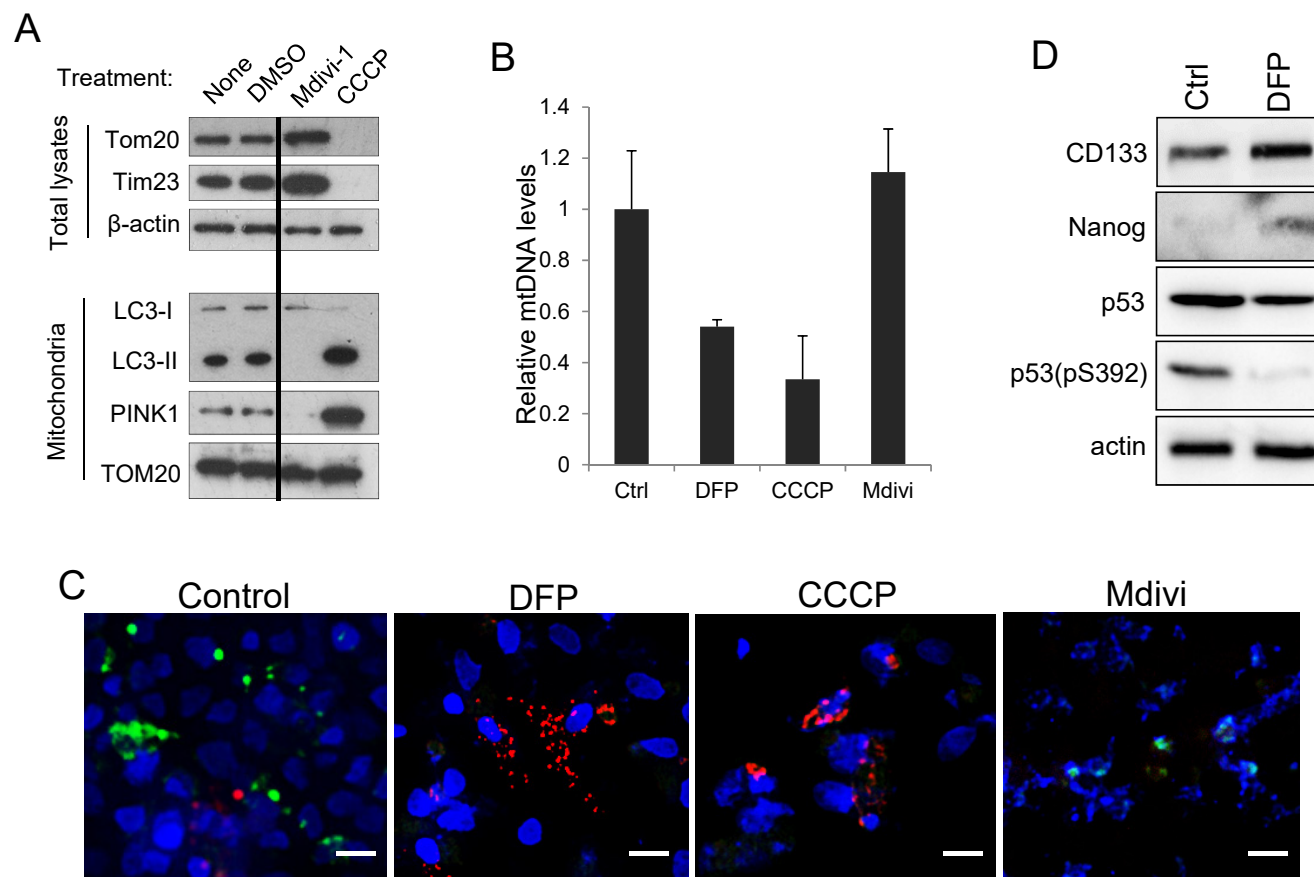 A
Treatment: None DMSO Mdivi-1 CCCP
Total lysates
Tom20
Tim23
β-actin
Mitochondria
LC3-I
LC3-II
PINK1
TOM20
B
Relative mtDNA levels
1.4
1.2
1
0.8
0.6
0.4
0.2
0
Ctrl DFP CCCP Mdivi
D
Ctrl DFP
CD133
Nanog
p53
p53(pS392)
actin
C
Control DFP CCCP Mdivi